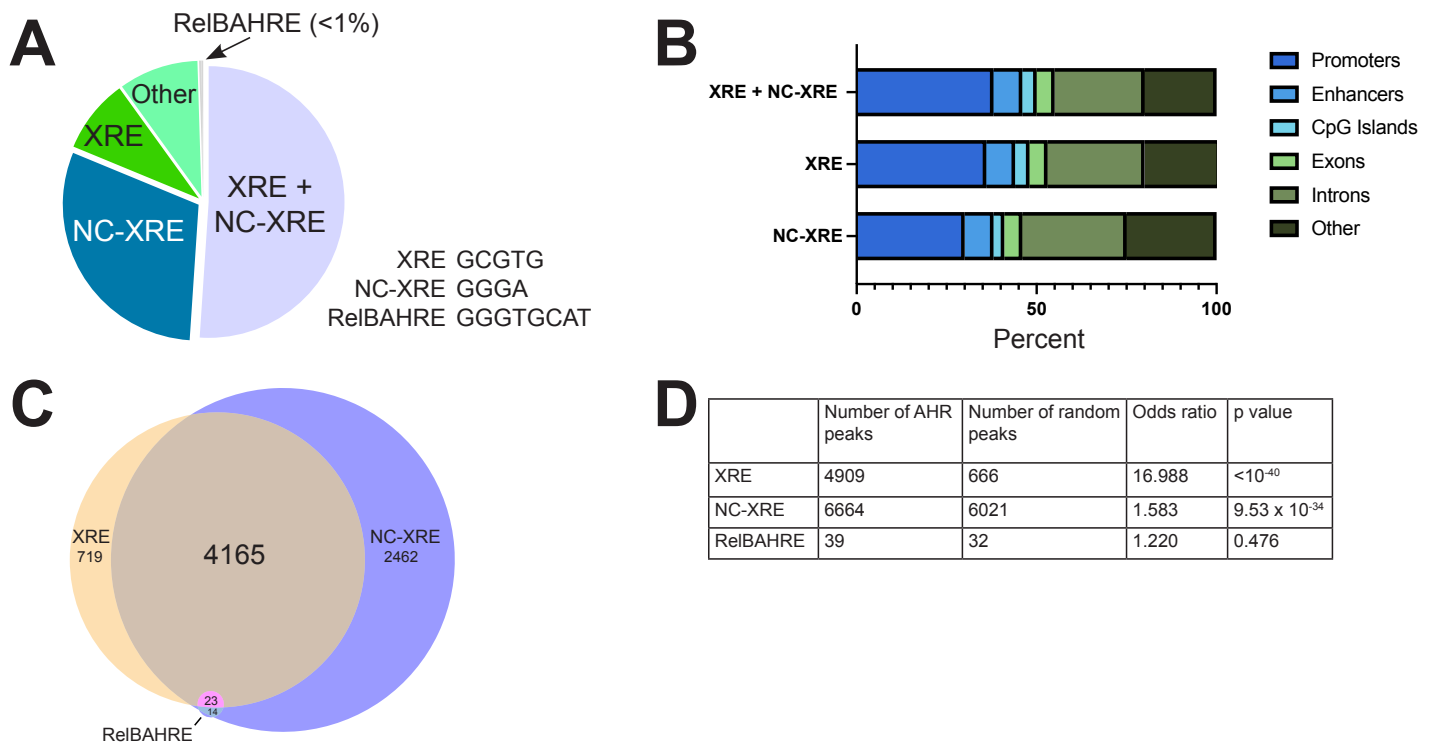 A
RelBAHRE (<1%)
Other
XRE
NC-XRE
XRE +
NC-XRE
XRE GCGTG
NC-XRE GGGA
RelBAHRE GGGTGCAT
B
XRE + NC-XRE
XRE
NC-XRE
0
50
100
Percent
Promoters
Enhancers
CpG Islands
Exons
Introns
Other
C
XRE
719
4165
NC-XRE
2462
23
14
RelBAHRE
D
Number of AHR peaks Number of random peaks Odds ratio p value
XRE 4909 666 16.988 <10⁻⁴⁰
NC-XRE 6664 6021 1.583 9.53 x 10⁻³⁴
RelBAHRE 39 32 1.220 0.476